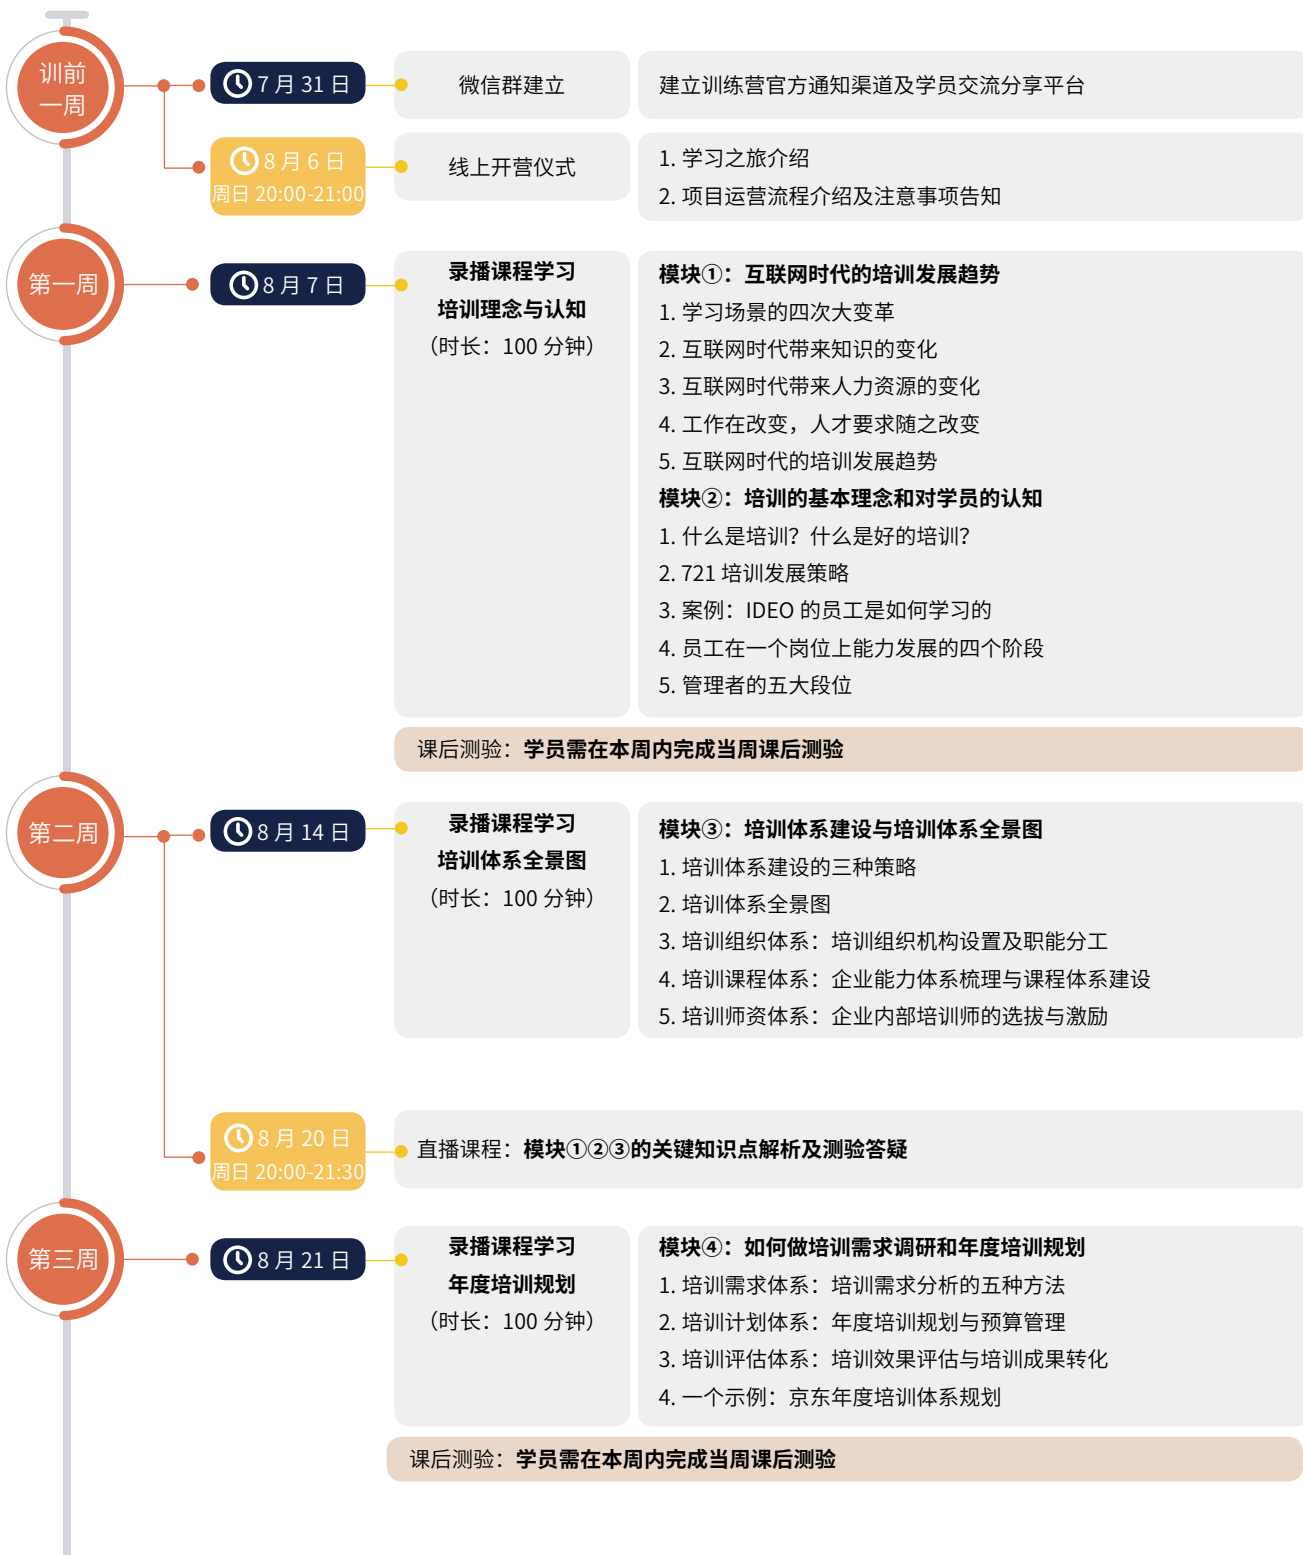 训前
一周
7 月 31 日
微信群建立
建立训练营官方通知渠道及学员交流分享平台
8 月 6 日
周日 20:00-21:00
线上开营仪式
1. 学习之旅介绍
2. 项目运营流程介绍及注意事项告知
第一周
8 月 7 日
录播课程学习
培训理念与认知
（时长：100 分钟）
模块①：互联网时代的培训发展趋势
1. 学习场景的四次大变革
2. 互联网时代带来知识的变化
3. 互联网时代带来人力资源的变化
4. 工作在改变，人才要求随之改变
5. 互联网时代的培训发展趋势
模块②：培训的基本理念和对学员的认知
1. 什么是培训？什么是好的培训？
2. 721 培训发展策略
3. 案例：IDEO 的员工是如何学习的
4. 员工在一个岗位上能力发展的四个阶段
5. 管理者的五大段位
课后测验：学员需在本周内完成当周课后测验
第二周
8 月 14 日
录播课程学习
培训体系全景图
（时长：100 分钟）
模块③：培训体系建设与培训体系全景图
1. 培训体系建设的三种策略
2. 培训体系全景图
3. 培训组织体系：培训组织机构设置及职能分工
4. 培训课程体系：企业能力体系梳理与课程体系建设
5. 培训师资体系：企业内部培训师的选拔与激励
8 月 20 日
周日 20:00-21:30
直播课程：模块①②③的关键知识点解析及测验答疑
第三周
8 月 21 日
录播课程学习
年度培训规划
（时长：100 分钟）
模块④：如何做培训需求调研和年度培训规划
1. 培训需求体系：培训需求分析的五种方法
2. 培训计划体系：年度培训规划与预算管理
3. 培训评估体系：培训效果评估与培训成果转化
4. 一个示例：京东年度培训体系规划
课后测验：学员需在本周内完成当周课后测验